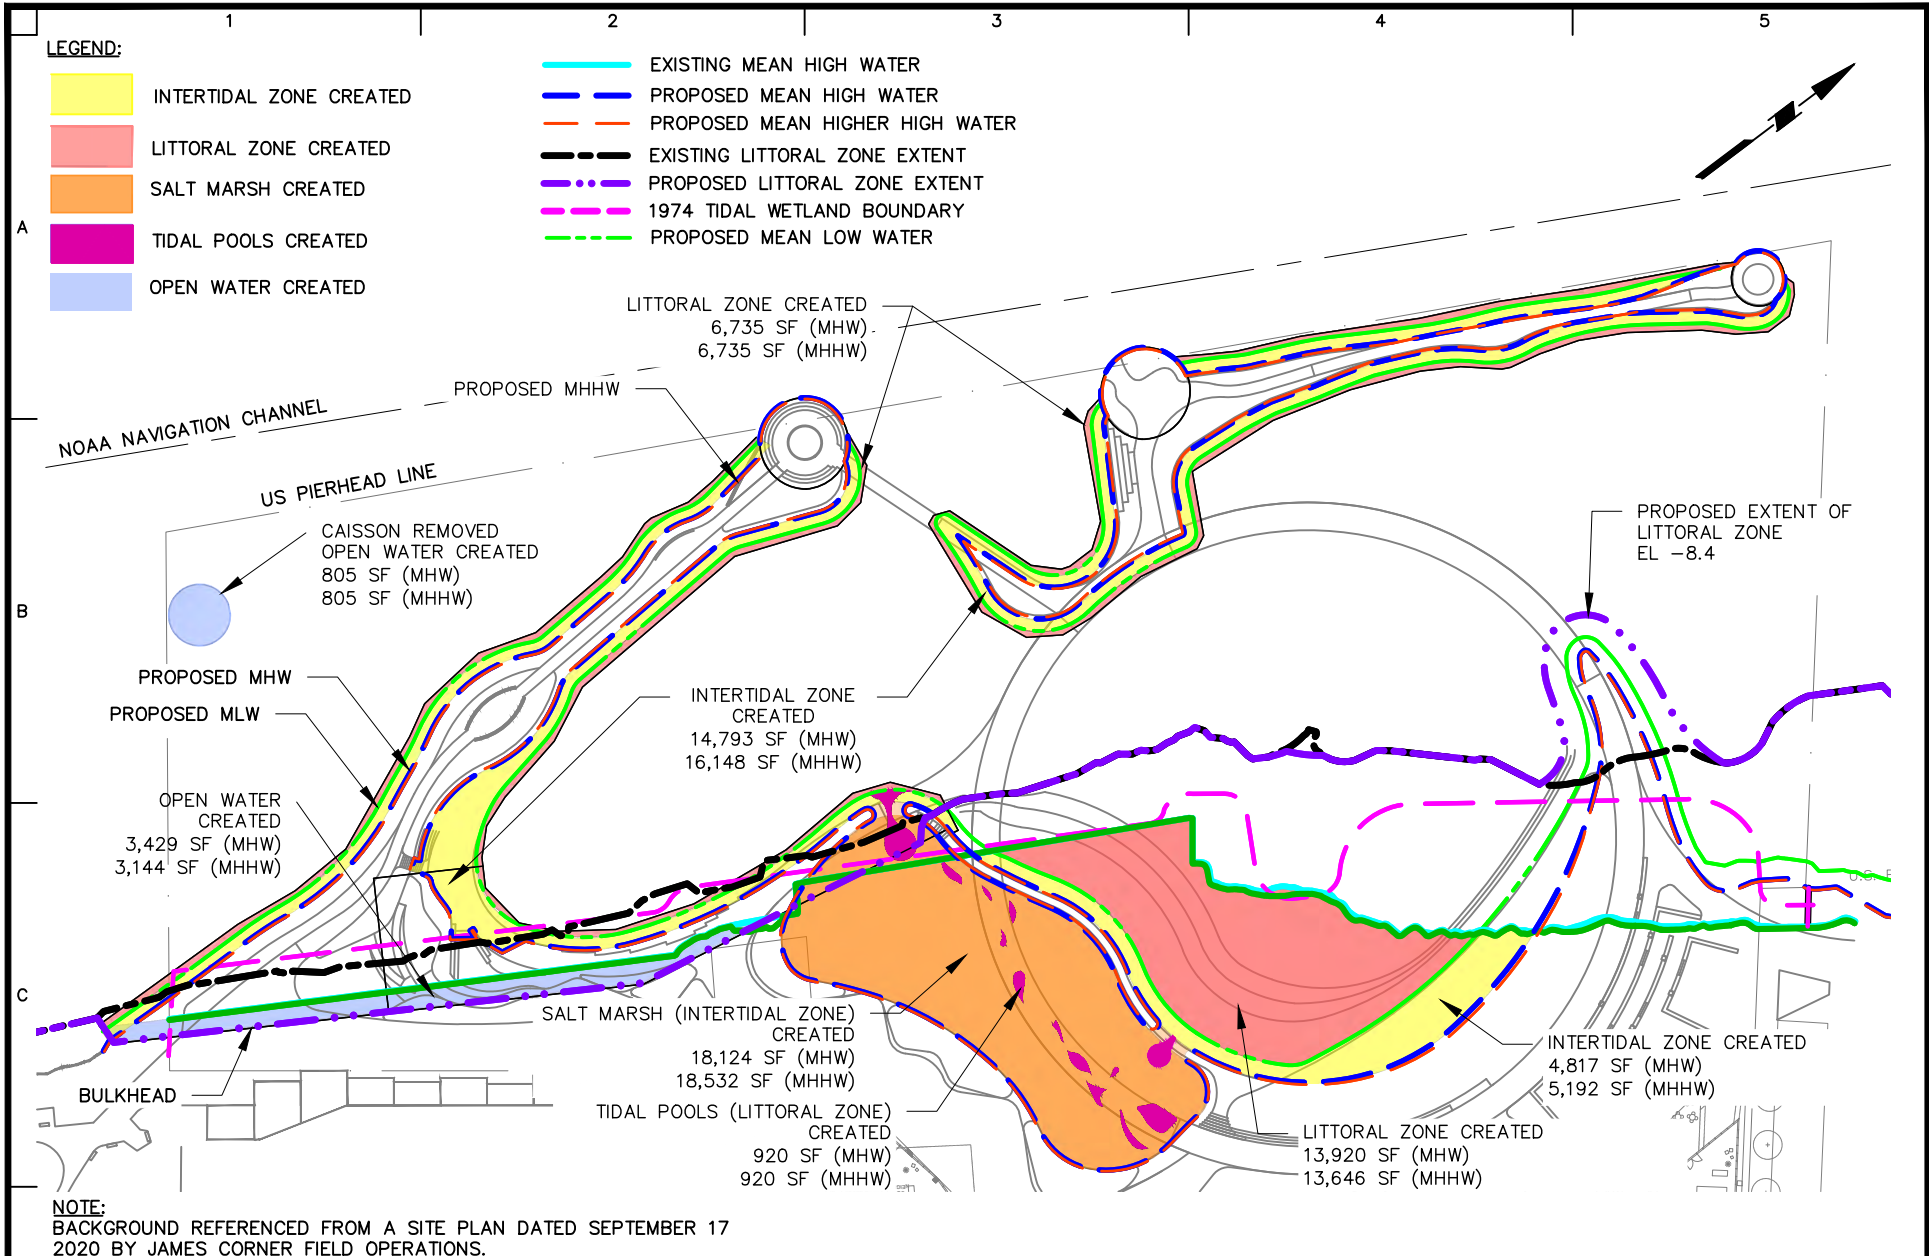 1
2
3
4
5
LEGEND:
INTERTIDAL ZONE CREATED
LITTORAL ZONE CREATED
SALT MARSH CREATED
TIDAL POOLS CREATED
OPEN WATER CREATED
EXISTING MEAN HIGH WATER
PROPOSED MEAN HIGH WATER
PROPOSED MEAN HIGHER HIGH WATER
EXISTING LITTORAL ZONE EXTENT
PROPOSED LITTORAL ZONE EXTENT
1974 TIDAL WETLAND BOUNDARY
PROPOSED MEAN LOW WATER
A
LITTORAL ZONE CREATED
6,735 SF (MHW)
6,735 SF (MHHW)
PROPOSED MHHW
NOAA NAVIGATION CHANNEL
US PIERHEAD LINE
CAISSON REMOVED
OPEN WATER CREATED
805 SF (MHW)
805 SF (MHHW)
PROPOSED EXTENT OF
LITTORAL ZONE
EL -8.4
B
PROPOSED MHW
PROPOSED MLW
INTERTIDAL ZONE
CREATED
14,793 SF (MHW)
16,148 SF (MHHW)
OPEN WATER
CREATED
3,429 SF (MHW)
3,144 SF (MHHW)
C
SALT MARSH (INTERTIDAL ZONE)
CREATED
18,124 SF (MHW)
18,532 SF (MHHW)
INTERTIDAL ZONE CREATED
4,817 SF (MHW)
5,192 SF (MHHW)
BULKHEAD
TIDAL POOLS (LITTORAL ZONE)
CREATED
920 SF (MHW)
920 SF (MHHW)
LITTORAL ZONE CREATED
13,920 SF (MHW)
13,646 SF (MHHW)
NOTE:
BACKGROUND REFERENCED FROM A SITE PLAN DATED SEPTEMBER 17
2020 BY JAMES CORNER FIELD OPERATIONS.